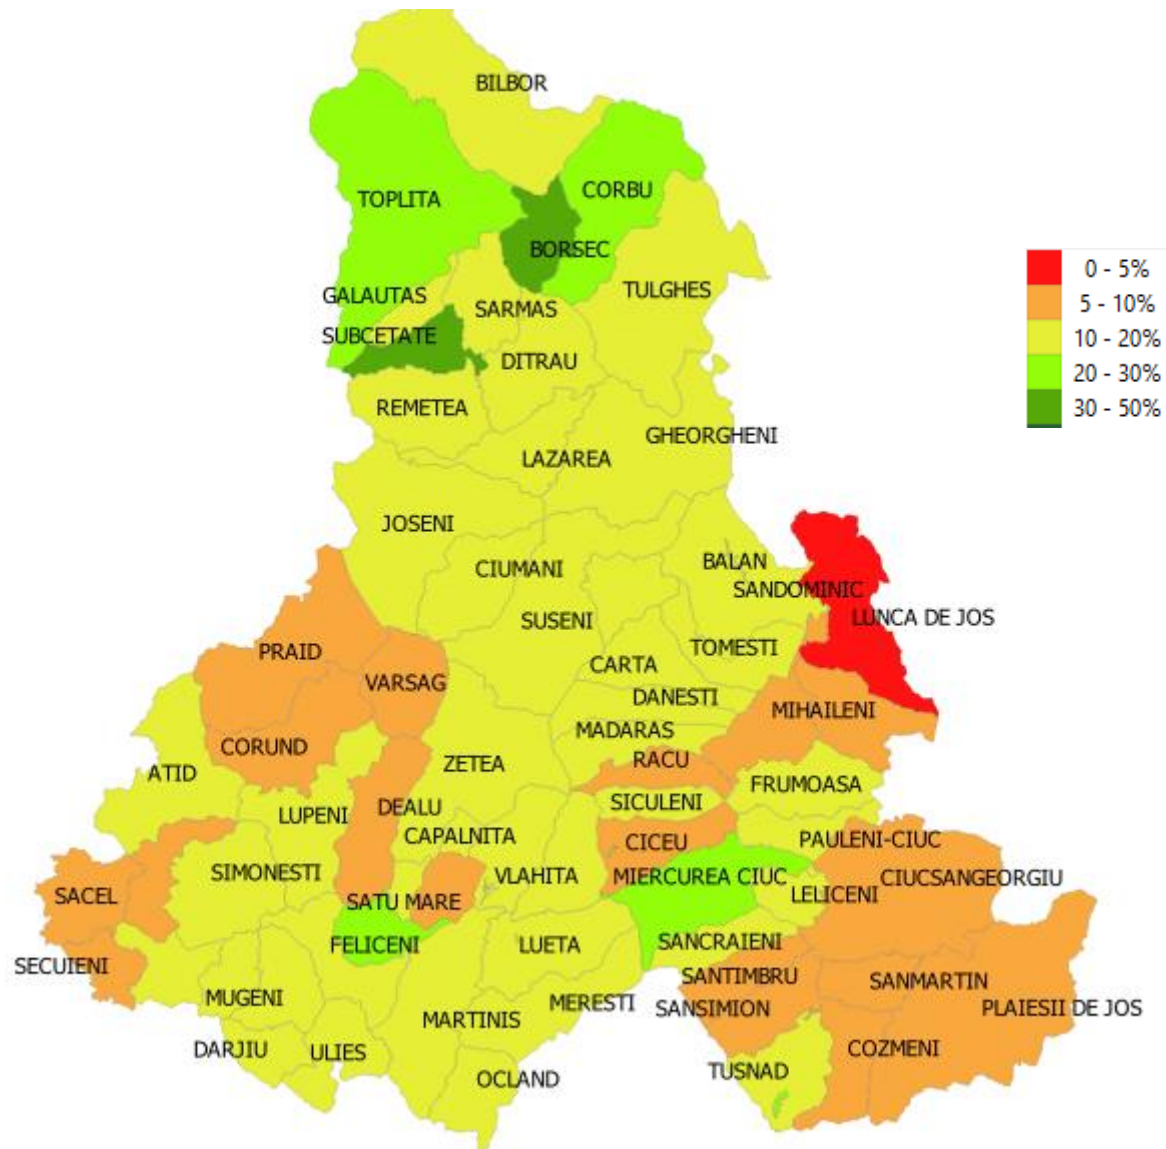 BILBOR
CORBU
TOPLITA
BORSEC
TULGHES
GALAUTAS
SARMAS
SUBCETATE
DITRAU
REMETEA
GHEORGHENI
LAZAREA
JOSENI
BALAN
CIUMANI
SANDOMINIC
LUNCA DE JOS
SUSENI
TOMESTI
PRAID
CARTA
VARSAG
DANESTI
MIHAILENI
MADARAS
CORUND
RACU
ZETEA
ATID
FRUMOASA
SICULENI
DEALU
LUPENI
CAPALNITA
PAULENI-CIUC
CICEU
SIMONESTI
VLAHITA
MIERCUREA CIUC
CIUCSANGEORGIU
SACEL
LELICENI
SATU MARE
FELICENI
LUETA
SANCRAIENI
SECUIENI
SANTIMBRU
SANMARTIN
MUGENI
MERESTI
SANSIMION
PLAIESII DE JOS
MARTINIS
DARJIU
ULIES
COZMENI
TUSNAD
OCLAND
0 - 5%
5 - 10%
10 - 20%
20 - 30%
30 - 50%